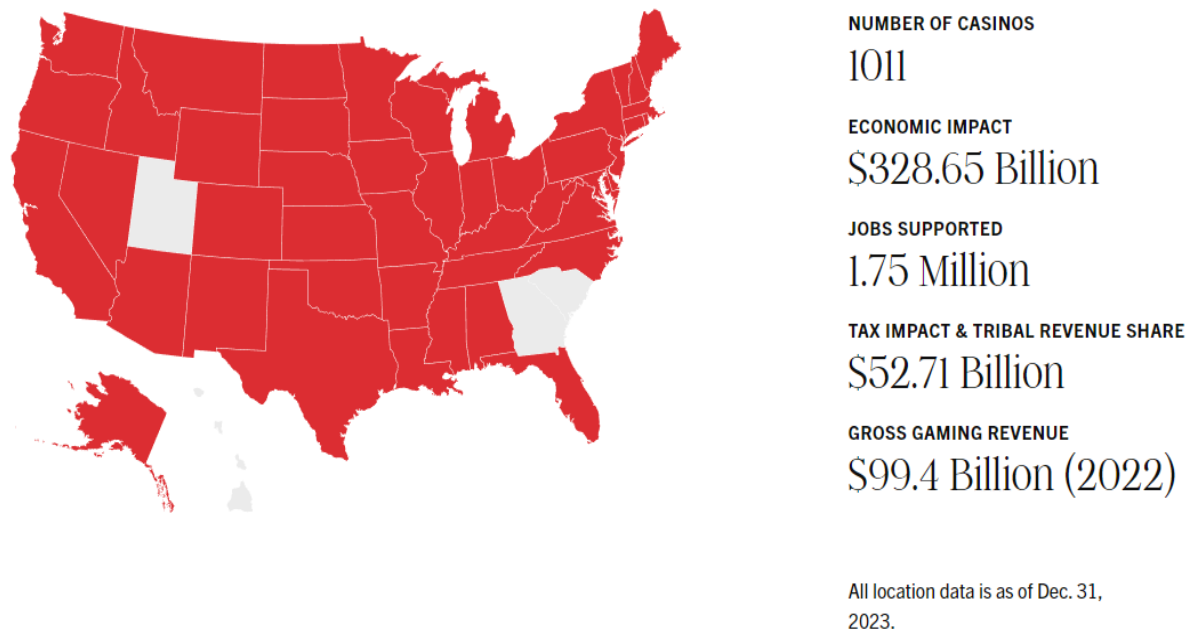 NUMBER OF CASINOS
1011
ECONOMIC IMPACT
$328.65 Billion
JOBS SUPPORTED
1.75 Million
TAX IMPACT & TRIBAL REVENUE SHARE
$52.71 Billion
GROSS GAMING REVENUE
$99.4 Billion (2022)
All location data is as of Dec. 31,
2023.